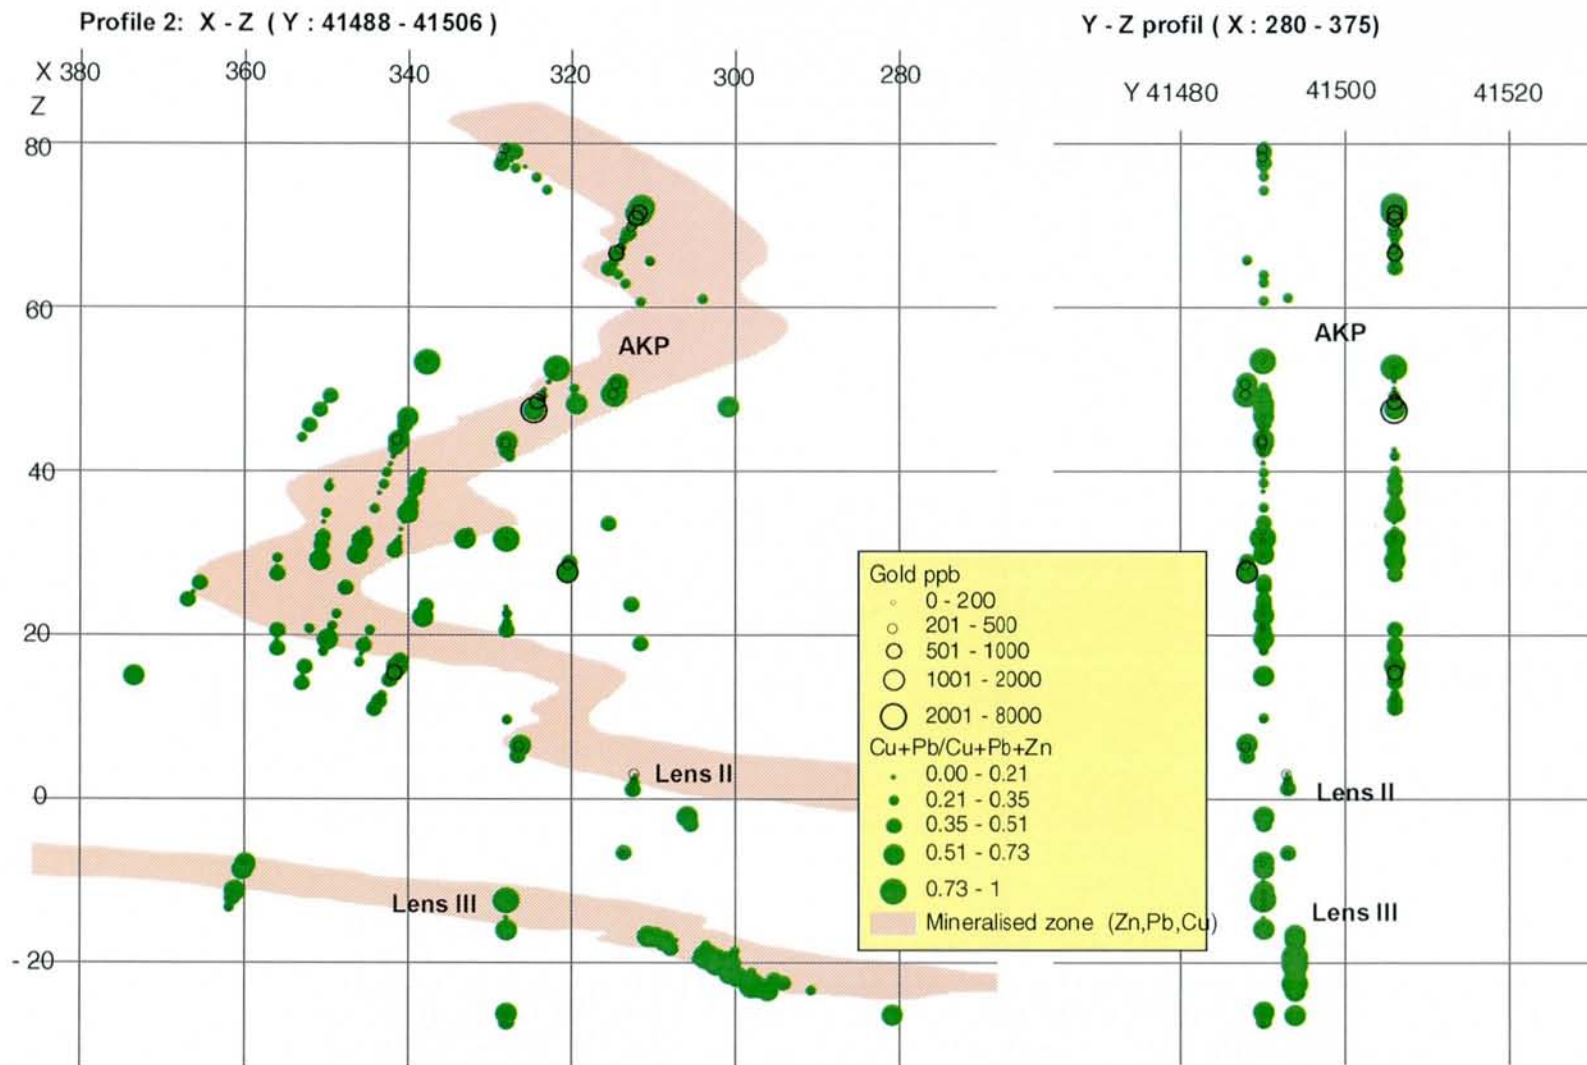 Profile 2: X - Z ( Y : 41488 - 41506 )
Y - Z profil ( X : 280 - 375)
X 380 360 340 320 300 280
Z
Y 41480 41500 41520
80
60
40
20
0
- 20
AKP
Lens II
Lens III
AKP
Lens II
Lens III
Gold ppb
0 - 200
201 - 500
501 - 1000
1001 - 2000
2001 - 8000
Cu+Pb/Cu+Pb+Zn
0.00 - 0.21
0.21 - 0.35
0.35 - 0.51
0.51 - 0.73
0.73 - 1
Mineralised zone (Zn,Pb,Cu)